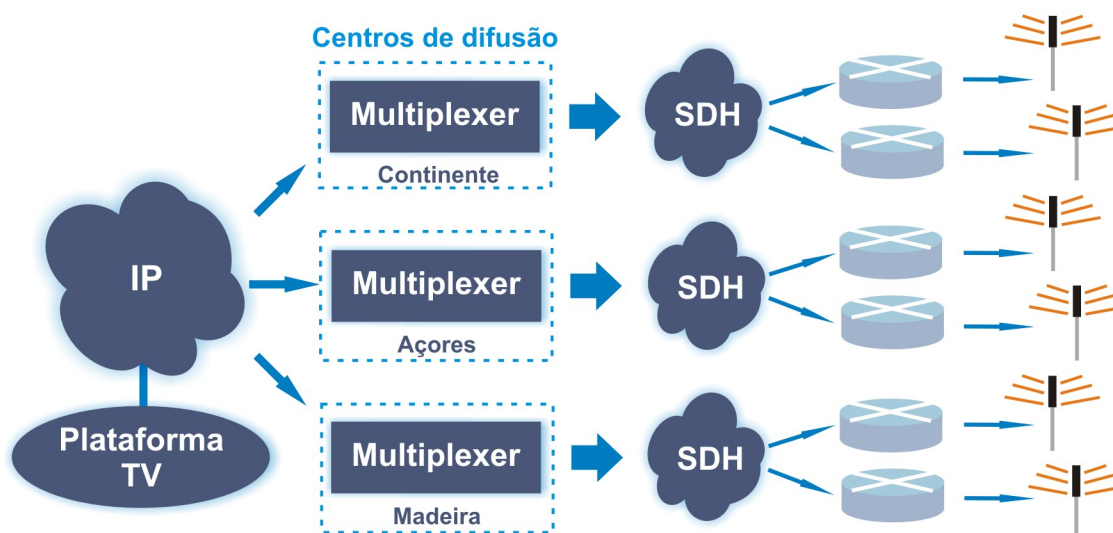 Centros de difusão
Multiplexer
Continente
SDH
IP
Multiplexer
Açores
SDH
Plataforma
TV
Multiplexer
Madeira
SDH